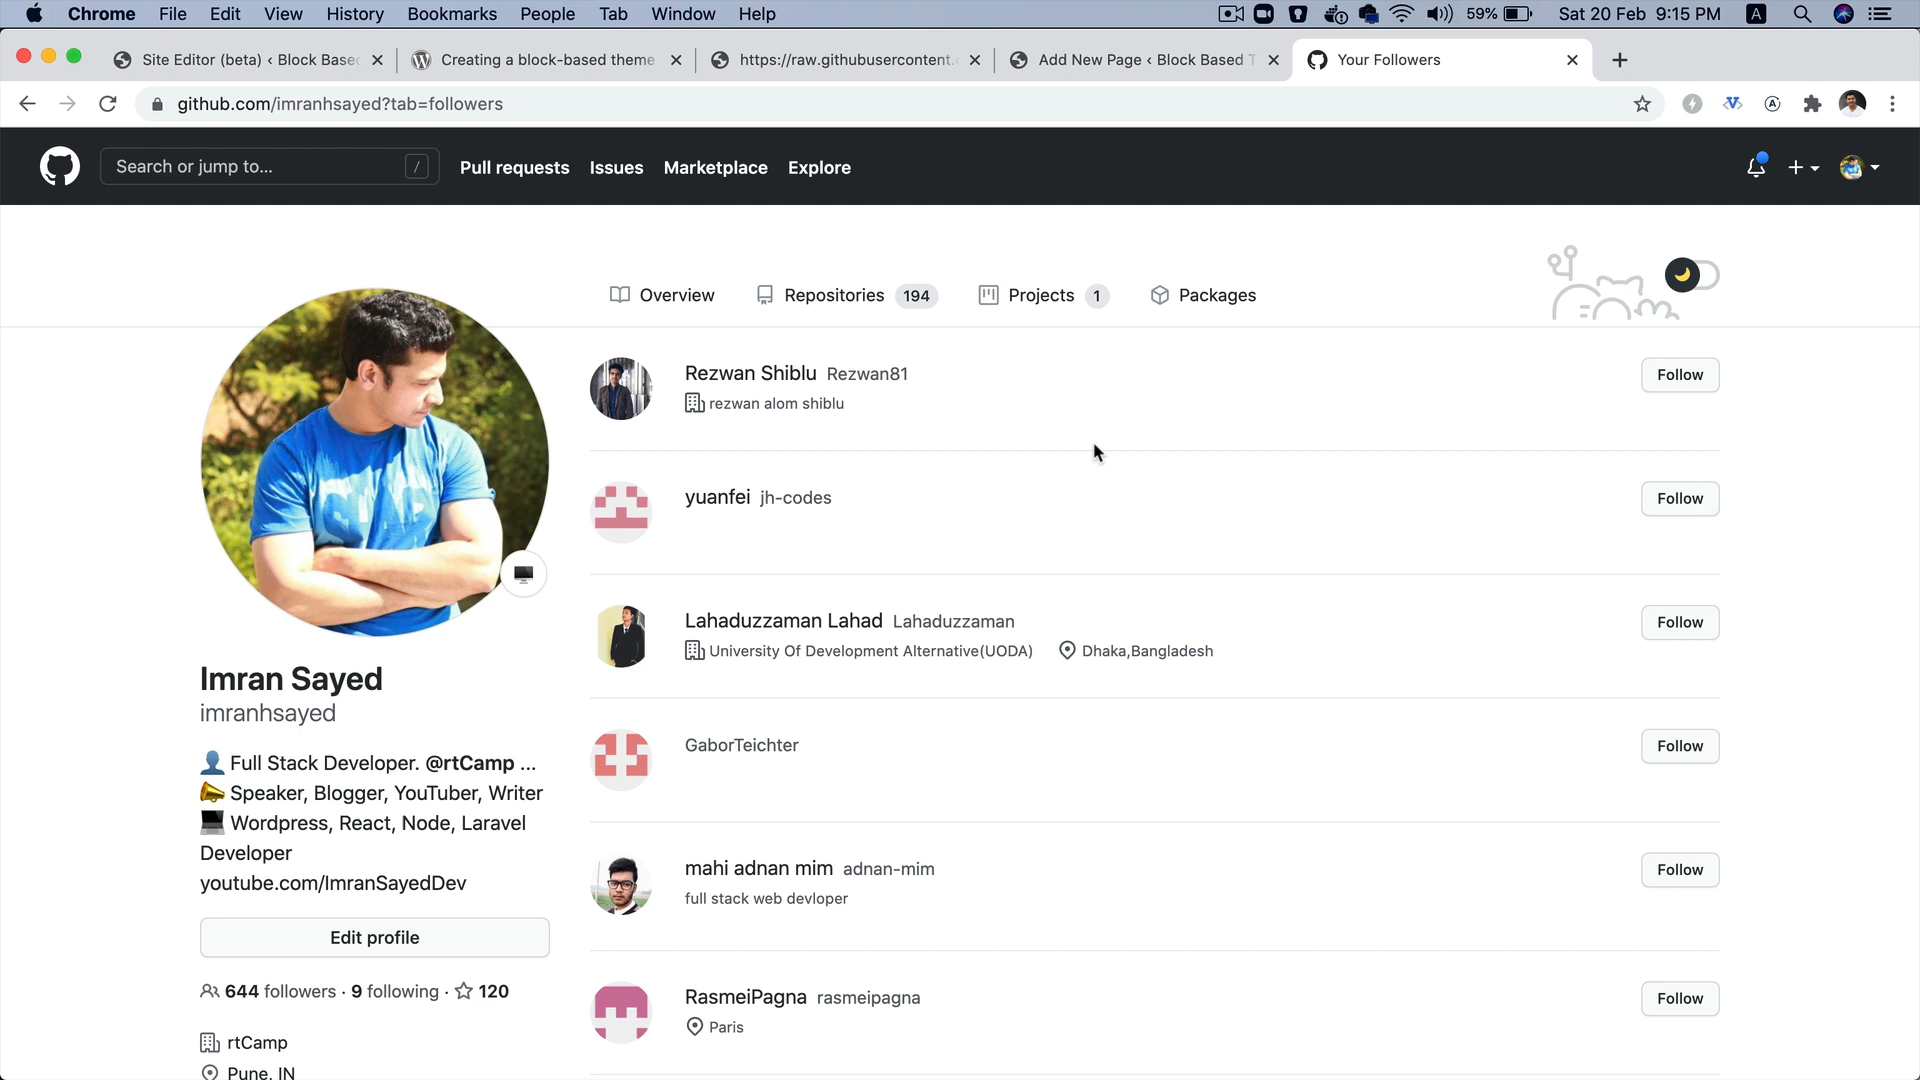 Chrome File Edit View History Bookmarks People Tab Window Help 59% Sat 20 Feb 9:15 PM A
Site Editor (beta) ‹ Block Base
Creating a block-based theme
https://raw.githubusercontent.
Add New Page ‹ Block Based T
Your Followers
github.com/imranhsayed?tab=followers
Search or jump to... /
Pull requests Issues Marketplace Explore
Overview Repositories 194 Projects 1 Packages
Rezwan Shiblu Rezwan81
rezwan alom shiblu
Follow
yuanfei jh-codes
Follow
Lahaduzzaman Lahad Lahaduzzaman
University Of Development Alternative(UODA) Dhaka,Bangladesh
Follow
GaborTeichter
Follow
mahi adnan mim adnan-mim
full stack web devloper
Follow
RasmeiPagna rasmeipagna
Paris
Follow
Imran Sayed
imranhsayed
Full Stack Developer. @rtCamp ...
Speaker, Blogger, YouTuber, Writer
Wordpress, React, Node, Laravel
Developer
youtube.com/ImranSayedDev
Edit profile
644 followers · 9 following · 120
rtCamp
Pune, IN